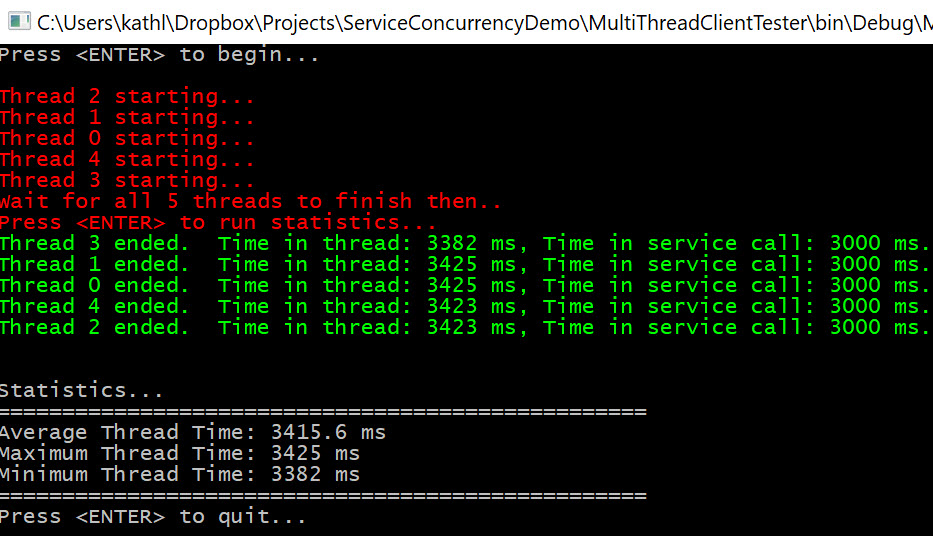 C:\Users\kathl\Dropbox\Projects\ServiceConcurrencyDemo\MultiThreadClientTester\bin\Debug\M
Press <ENTER> to begin...
Thread 2 starting...
Thread 1 starting...
Thread 0 starting...
Thread 4 starting...
Thread 3 starting...
Wait for all 5 threads to finish then..
Press <ENTER> to run statistics...
Thread 3 ended.  Time in thread: 3382 ms, Time in service call: 3000 ms.
Thread 1 ended.  Time in thread: 3425 ms, Time in service call: 3000 ms.
Thread 0 ended.  Time in thread: 3425 ms, Time in service call: 3000 ms.
Thread 4 ended.  Time in thread: 3423 ms, Time in service call: 3000 ms.
Thread 2 ended.  Time in thread: 3423 ms, Time in service call: 3000 ms.
Statistics...
===================================================
Average Thread Time: 3415.6 ms
Maximum Thread Time: 3425 ms
Minimum Thread Time: 3382 ms
===================================================
Press <ENTER> to quit...